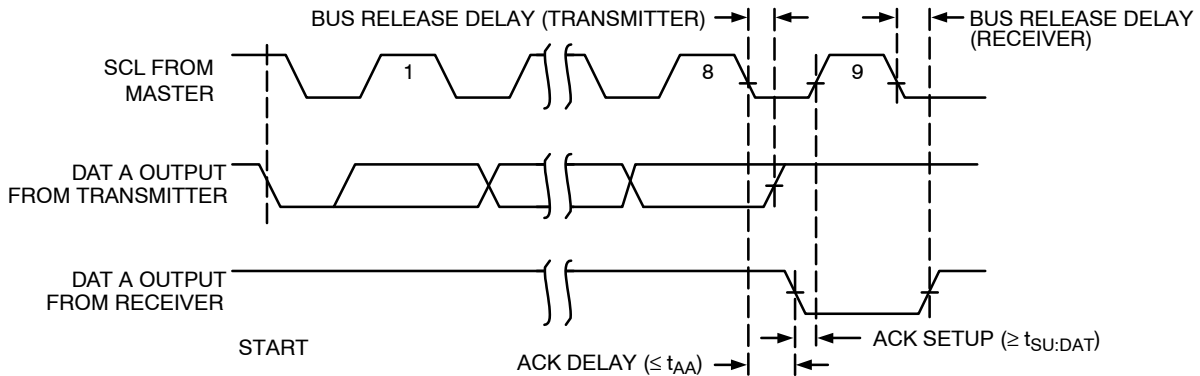 BUS RELEASE DELAY (TRANSMITTER)
BUS RELEASE DELAY
(RECEIVER)
SCL FROM
MASTER
1
8
9
DAT A OUTPUT
FROM TRANSMITTER
DAT A OUTPUT
FROM RECEIVER
START
ACK SETUP (≥ tSU:DAT)
ACK DELAY (≤ tAA)